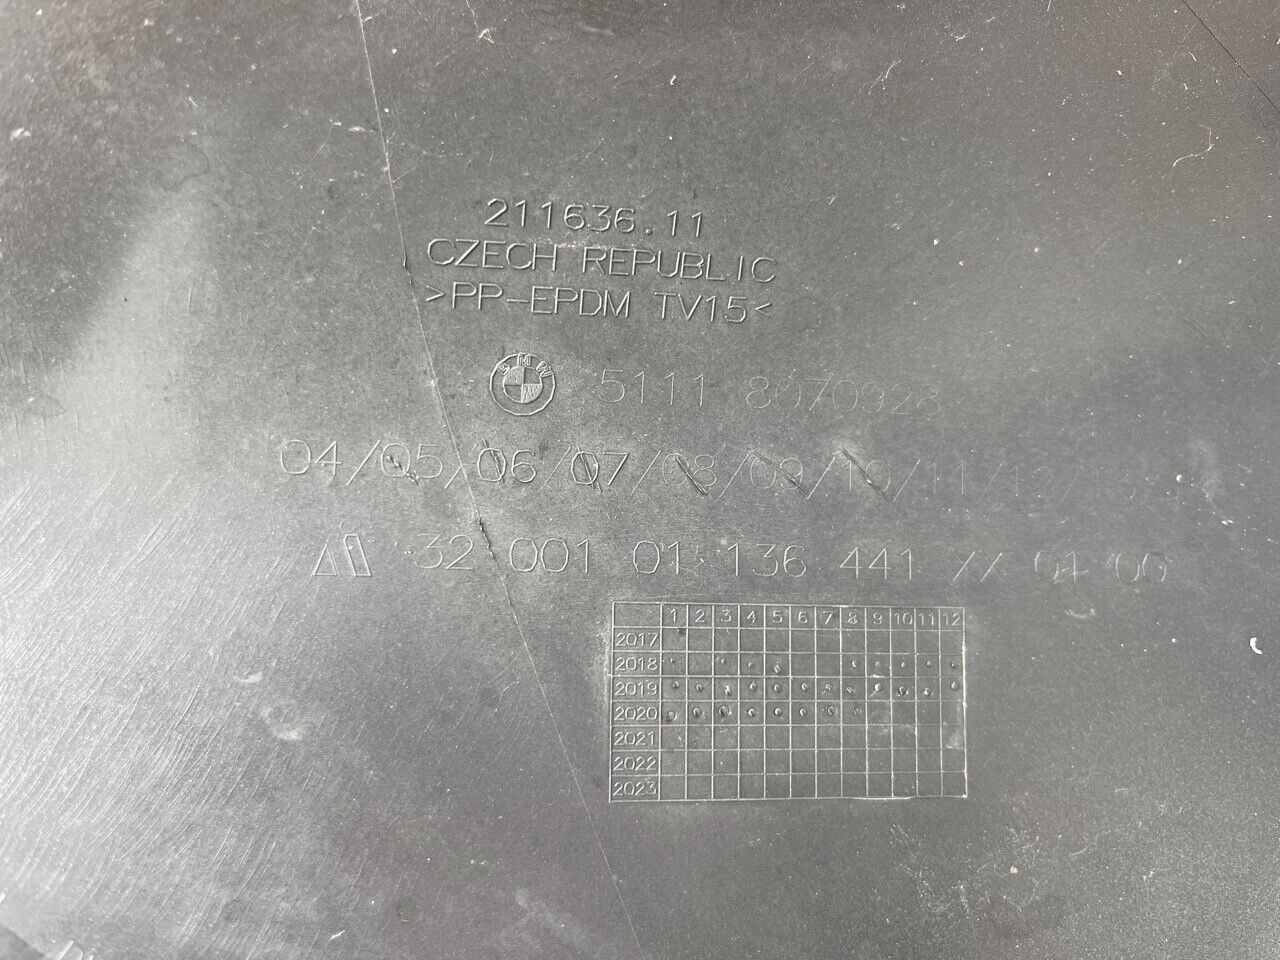 211636.11
CZECH REPUBLIC
>PP-EPDM TV15<
BMW 5111 8070928
04/05/06/07/08/09/10/11/12
32 001 01 136 441 // 01 00
1 2 3 4 5 6 7 8 9 10 11 12
2017
2018
2019
2020
2021
2022
2023